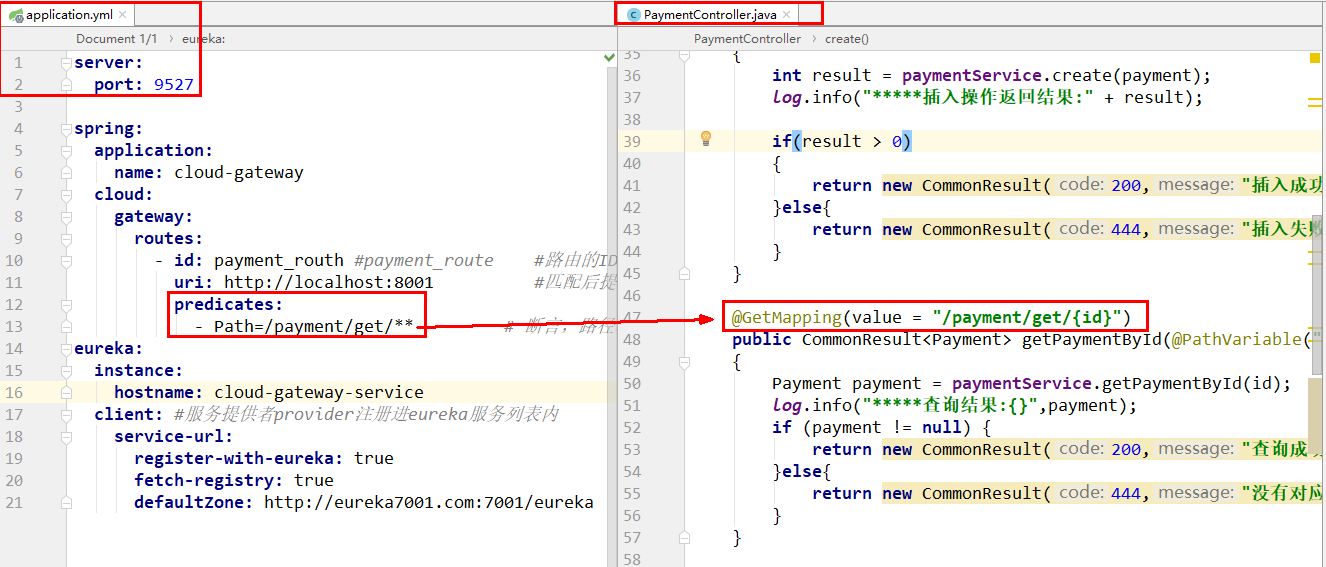 application.yml
Document 1/1 › eureka:
1 server:
2 port: 9527
3
4 spring:
5 application:
6 name: cloud-gateway
7 cloud:
8 gateway:
9 routes:
10 - id: payment_routh #payment_route #路由的ID
11 uri: http://localhost:8001 #匹配后提
12 predicates:
13 - Path=/payment/get/** # 断言，路径
14 eureka:
15 instance:
16 hostname: cloud-gateway-service
17 client: #服务提供者provider注册进eureka服务列表内
18 service-url:
19 register-with-eureka: true
20 fetch-registry: true
21 defaultZone: http://eureka7001.com:7001/eureka
PaymentController.java
PaymentController › create()
35 {
36 int result = paymentService.create(payment);
37 log.info("*****插入操作返回结果:" + result);
38
39 if(result > 0)
40 {
41 return new CommonResult( code: 200, message: "插入成功
42 }else{
43 return new CommonResult( code: 444, message: "插入失败
44 }
45 }
46
47 @GetMapping(value = "/payment/get/{id}")
48 public CommonResult<Payment> getPaymentById(@PathVariable("
49 {
50 Payment payment = paymentService.getPaymentById(id);
51 log.info("*****查询结果:{}",payment);
52 if (payment != null) {
53 return new CommonResult( code: 200, message: "查询成功
54 }else{
55 return new CommonResult( code: 444, message: "没有对应
56 }
57 }
58